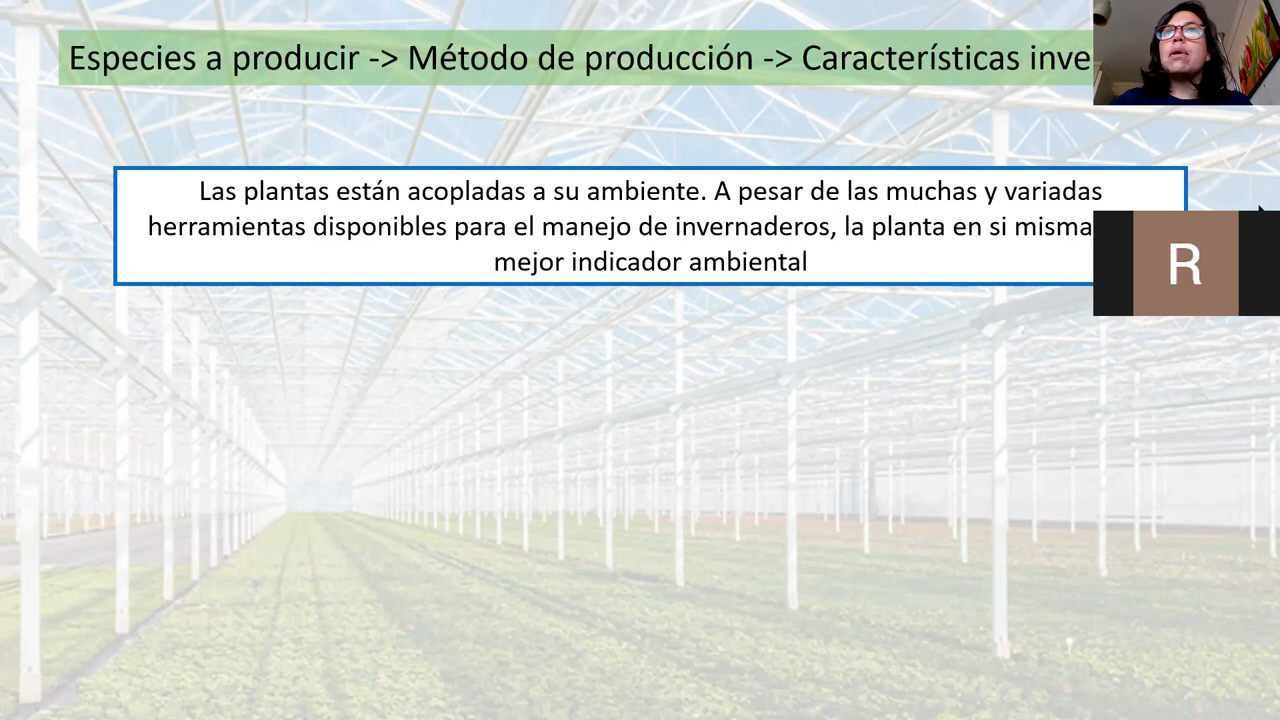 Especies a producir -> Método de producción -> Características inve
Las plantas están acopladas a su ambiente. A pesar de las muchas y variadas
herramientas disponibles para el manejo de invernaderos, la planta en si misma
mejor indicador ambiental
R